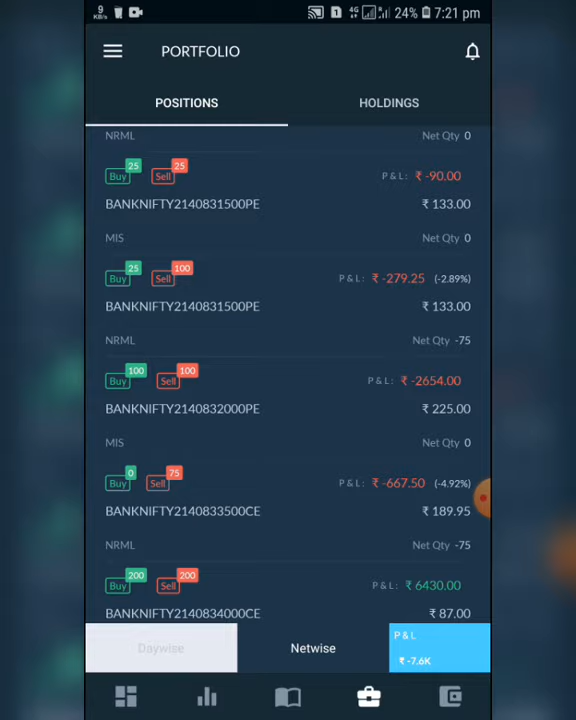 9
KB/s
1
4G
24%
7:21 pm
PORTFOLIO
POSITIONS
HOLDINGS
NRML
Net Qty 0
Buy 25 Sell 25 P & L: ₹ -90.00
BANKNIFTY2140831500PE ₹ 133.00
MIS Net Qty 0
Buy 25 Sell 100 P & L: ₹ -279.25 (-2.89%)
BANKNIFTY2140831500PE ₹ 133.00
NRML Net Qty -75
Buy 100 Sell 100 P & L: ₹ -2654.00
BANKNIFTY2140832000PE ₹ 225.00
MIS Net Qty 0
Buy 0 Sell 75 P & L: ₹ -667.50 (-4.92%)
BANKNIFTY2140833500CE ₹ 189.95
NRML Net Qty -75
Buy 200 Sell 200 P & L: ₹ 6430.00
BANKNIFTY2140834000CE ₹ 87.00
Daywise
Netwise
P & L
₹ -7.6K